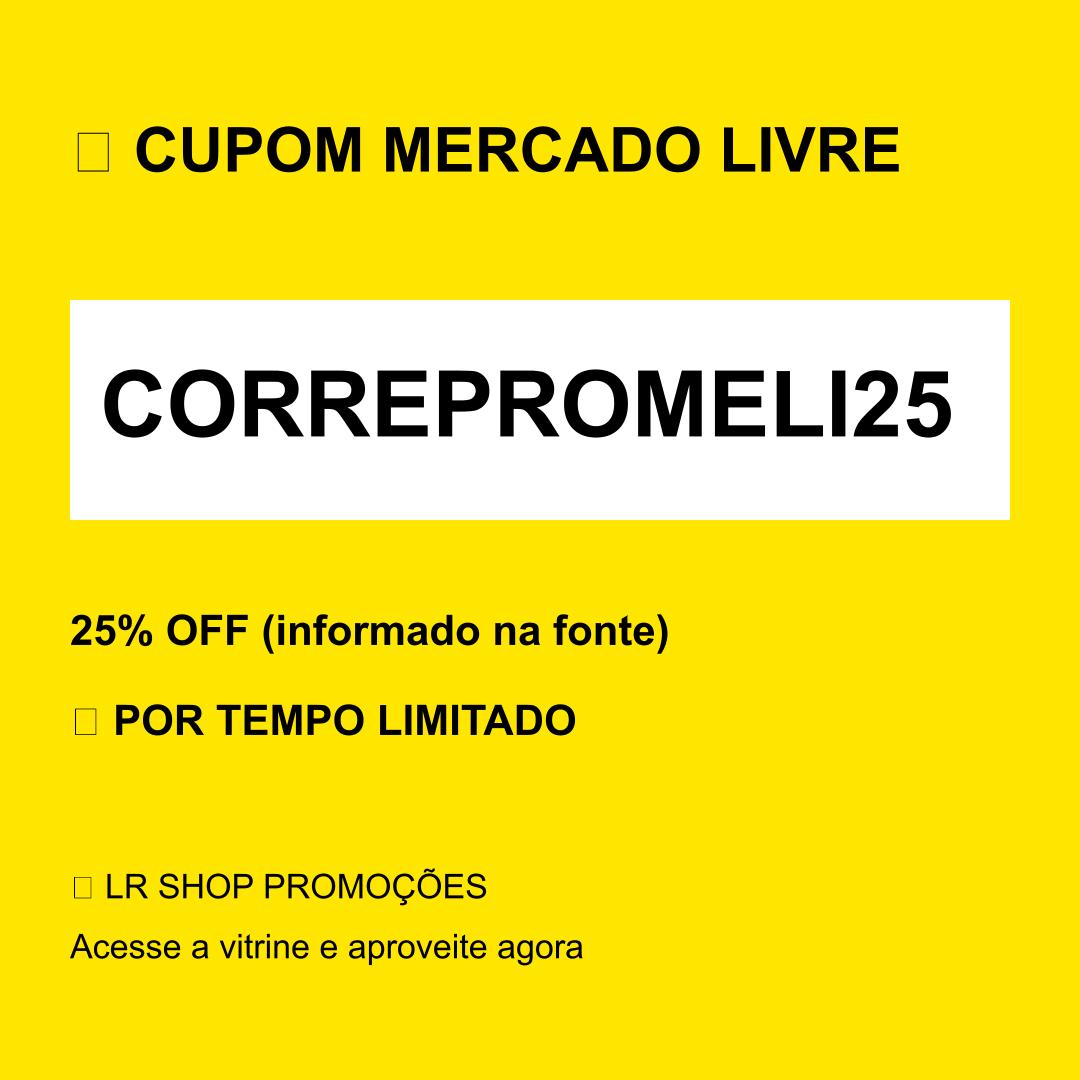 CUPOM MERCADO LIVRE
CORREPROMELI25
25% OFF (informado na fonte)
POR TEMPO LIMITADO
LR SHOP PROMOÇÕES
Acesse a vitrine e aproveite agora